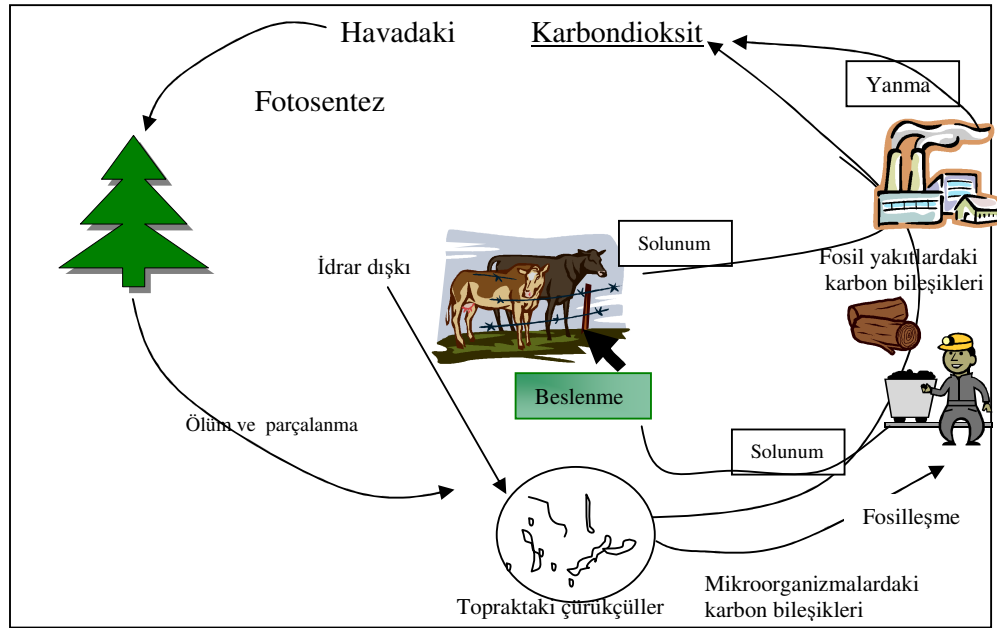 Havadaki Karbondioksit
Yanma
Fotosentez
Solunum
İdrar dışkı
Fosil yakıtlardaki
karbon bileşikleri
Beslenme
Ölüm ve parçalanma
Solunum
Fosilleşme
Mikroorganizmalardaki
karbon bileşikleri
Topraktaki çürükçüller